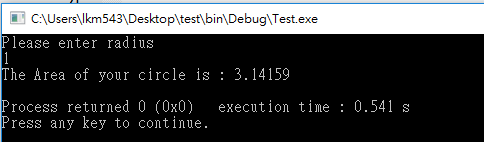 C:\Users\lkm543\Desktop\test\bin\Debug\Test.exe
Please enter radius
1
The Area of your circle is : 3.14159
Process returned 0 (0x0)   execution time : 0.541 s
Press any key to continue.